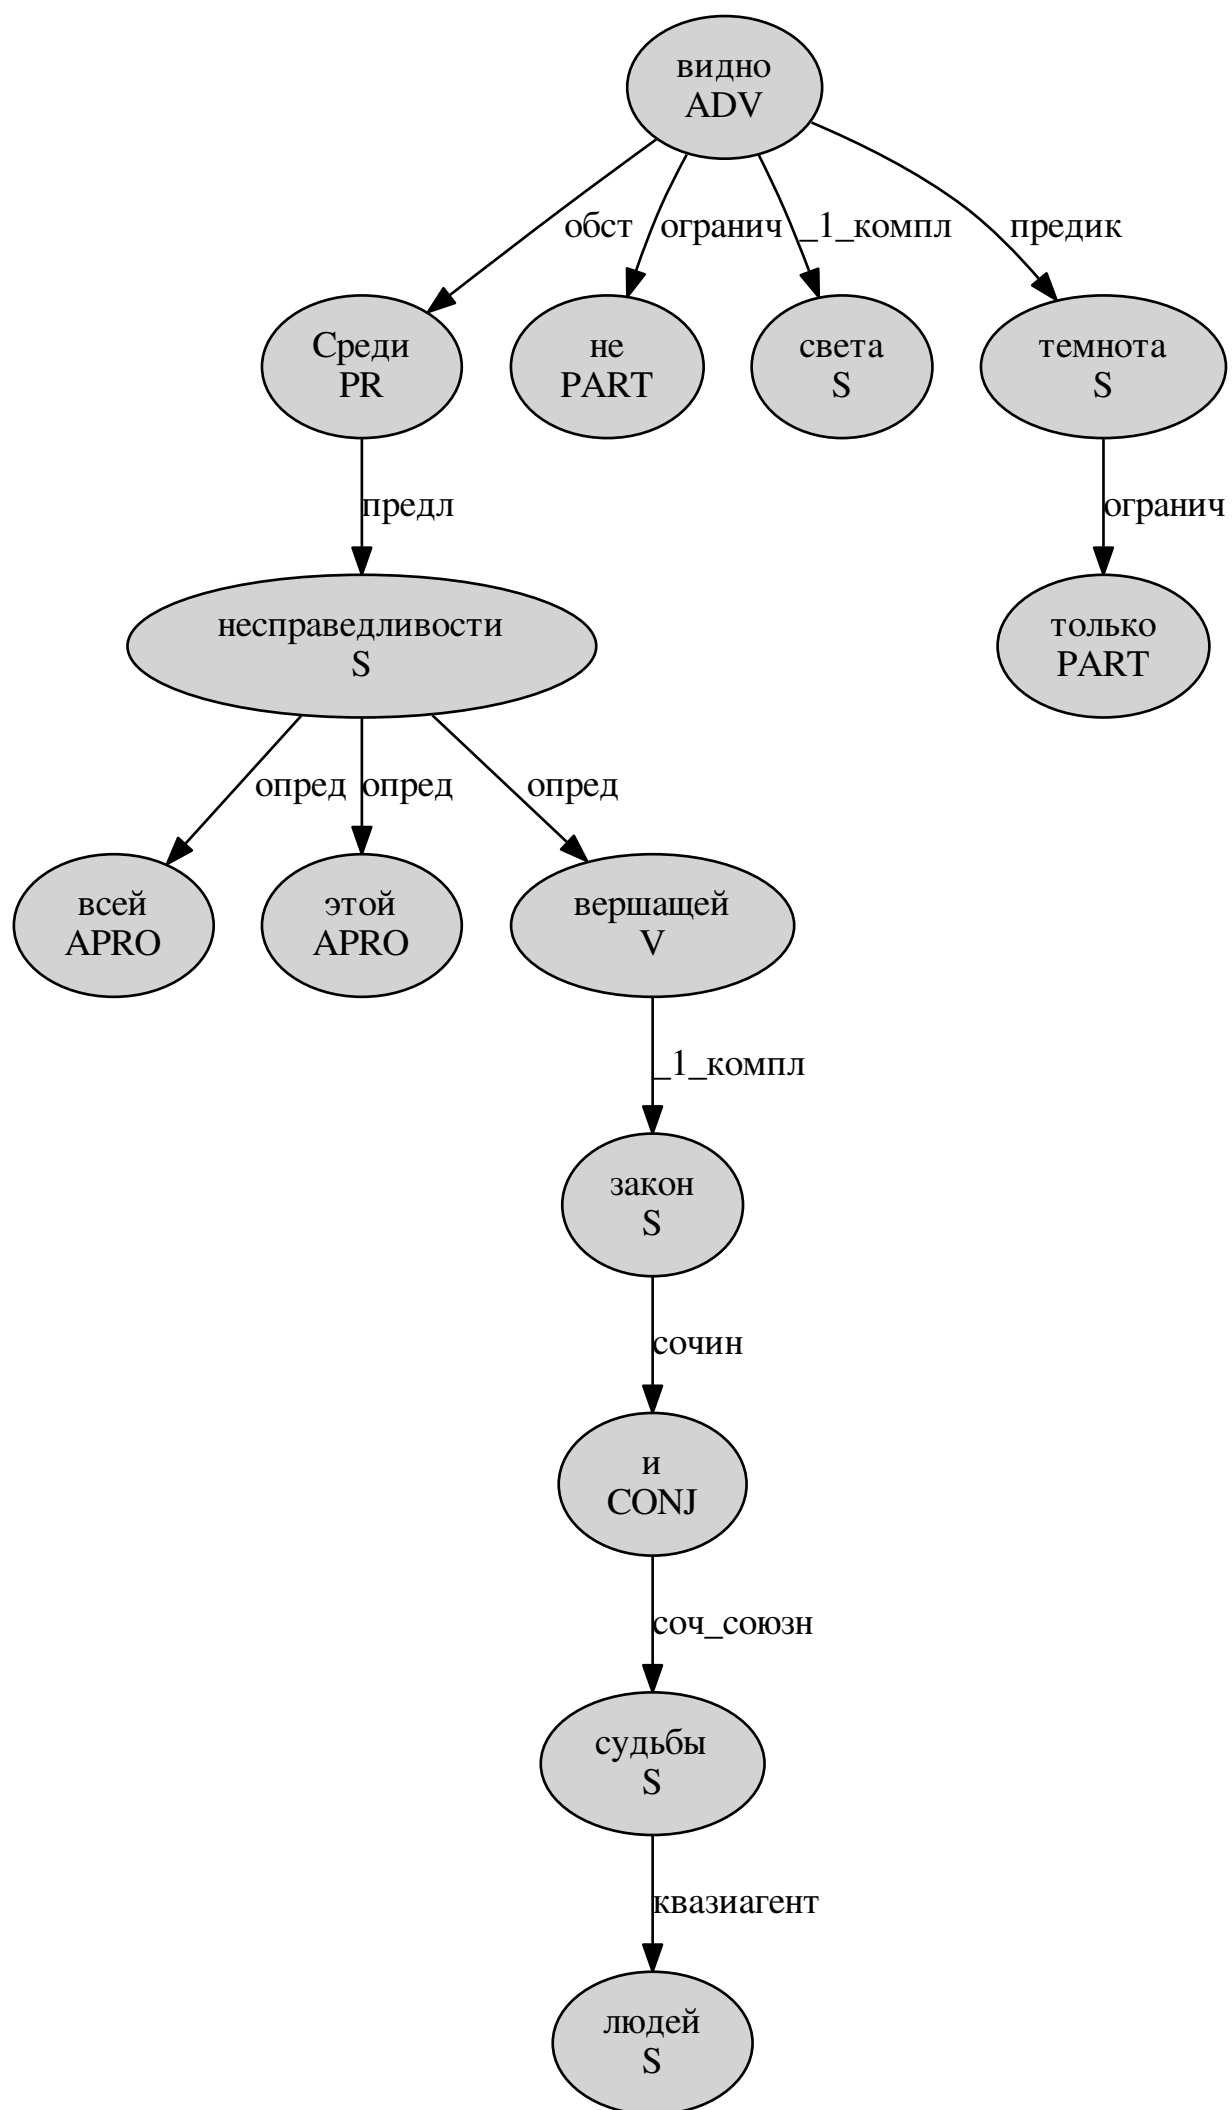 видно
ADV
обст
огранич
_1_компл
предик
Среди
PR
не
PART
света
S
темнота
S
предл
огранич
несправедливости
S
только
PART
опред
опред
опред
всей
APRO
этой
APRO
вершащей
V
_1_компл
закон
S
сочин
и
CONJ
соч_союзн
судьбы
S
квазиагент
людей
S